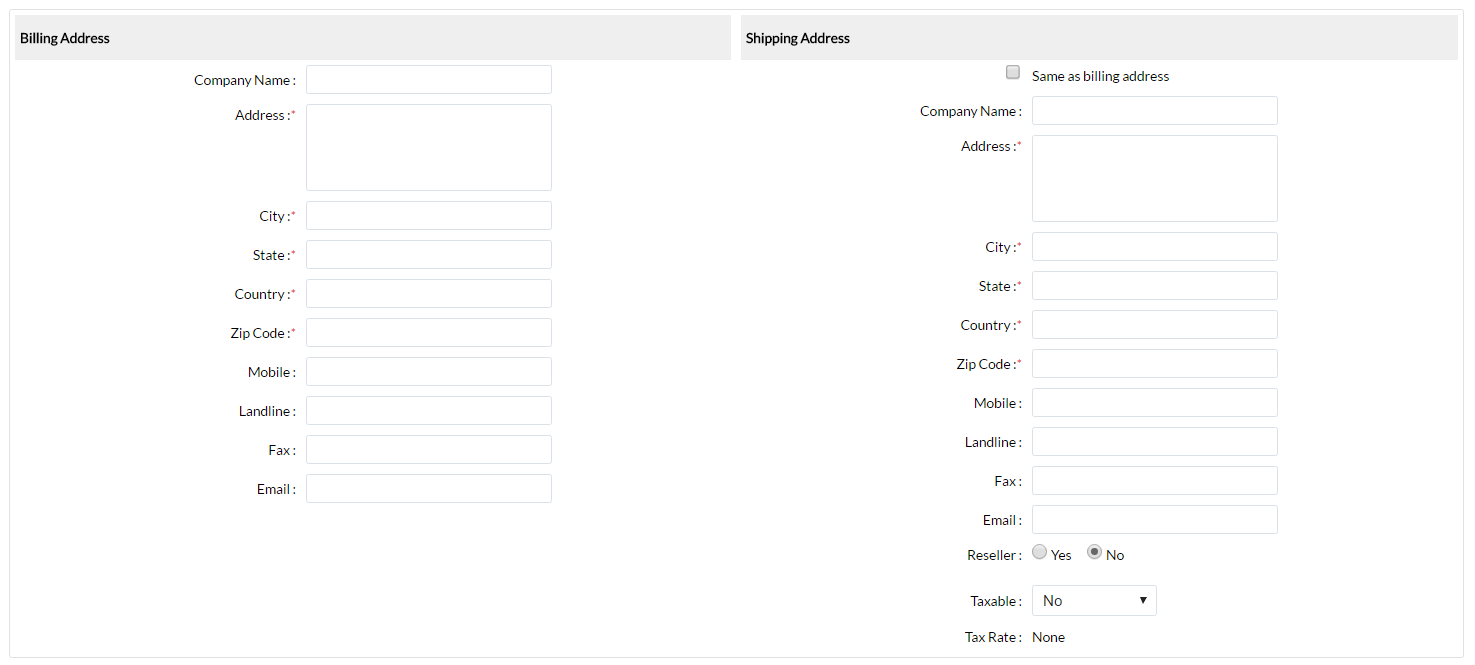 Billing Address
Company Name :
Address :*
City :*
State :*
Country :*
Zip Code :*
Mobile :
Landline :
Fax :
Email :
Shipping Address
Same as billing address
Company Name :
Address :*
City :*
State :*
Country :*
Zip Code :*
Mobile :
Landline :
Fax :
Email :
Reseller : Yes No
Taxable : No
Tax Rate : None